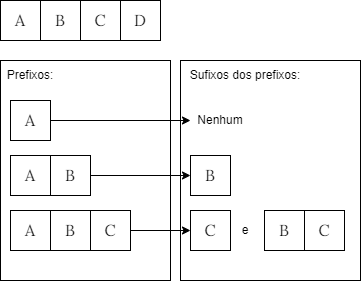 A B C D
Prefixos: Sufixos dos prefixos:
A Nenhum
A B B
A B C C e B C